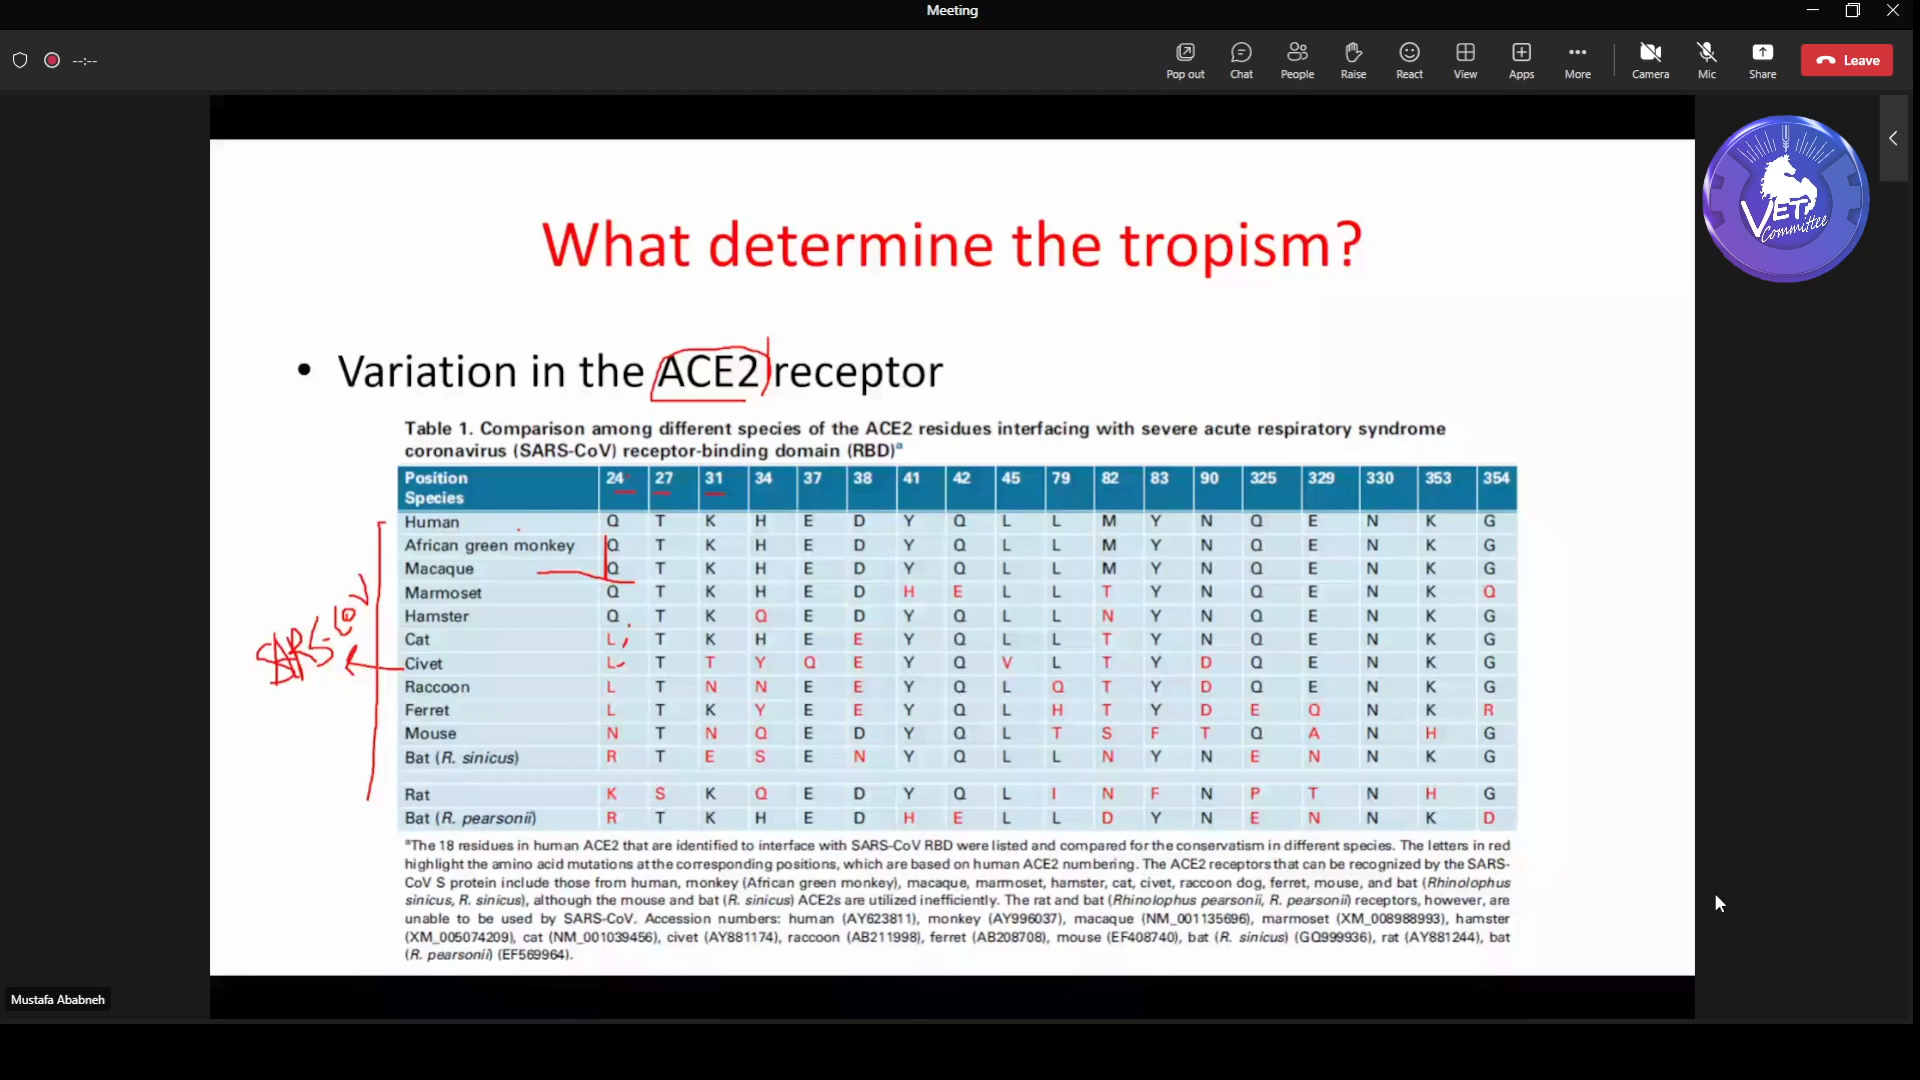 Meeting
--:--
Pop out Chat People Raise React View Apps More Camera Mic Share Leave
VET
Committee
What determine the tropism?
• Variation in the ACE2 receptor
Table 1. Comparison among different species of the ACE2 residues interfacing with severe acute respiratory syndrome
coronavirus (SARS-CoV) receptor-binding domain (RBD)a
Position Species 24 27 31 34 37 38 41 42 45 79 82 83 90 325 329 330 353 354
Human Q T K H E D Y Q L L M Y N Q E N K G
African green monkey Q T K H E D Y Q L L M Y N Q E N K G
Macaque Q T K H E D Y Q L L M Y N Q E N K G
Marmoset Q T K H E D H E L L T Y N Q E N K Q
Hamster Q T K Q E D Y Q L L N Y N Q E N K G
Cat L T K H E E Y Q L L T Y N Q E N K G
SARS-CoV
Civet L T T Y Q E Y Q V L T Y D Q E N K G
Raccoon L T N N E E Y Q L Q T Y D Q E N K G
Ferret L T K Y E E Y Q L H T Y D E Q N K R
Mouse N T N Q E D Y Q L T S F T Q A N H G
Bat (R. sinicus) R T E S E N Y Q L L N Y N E N N K G
Rat K S K Q E D Y Q L I N F N P T N H G
Bat (R. pearsonii) R T K H E D H E L L D Y N E N N K D
aThe 18 residues in human ACE2 that are identified to interface with SARS-CoV RBD were listed and compared for the conservatism in different species. The letters in red
highlight the amino acid mutations at the corresponding positions, which are based on human ACE2 numbering. The ACE2 receptors that can be recognized by the SARS-
CoV S protein include those from human, monkey (African green monkey), macaque, marmoset, hamster, cat, civet, raccoon dog, ferret, mouse, and bat (Rhinolophus
sinicus, R. sinicus), although the mouse and bat (R. sinicus) ACE2s are utilized inefficiently. The rat and bat (Rhinolophus pearsonii, R. pearsonii) receptors, however, are
unable to be used by SARS-CoV. Accession numbers: human (AY623811), monkey (AY996037), macaque (NM_001135696), marmoset (XM_008988993), hamster
(XM_005074209), cat (NM_001039456), civet (AY881174), raccoon (AB211998), ferret (AB208708), mouse (EF408740), bat (R. sinicus) (GQ999936), rat (AY881244), bat
(R. pearsonii) (EF569964).
Mustafa Ababneh